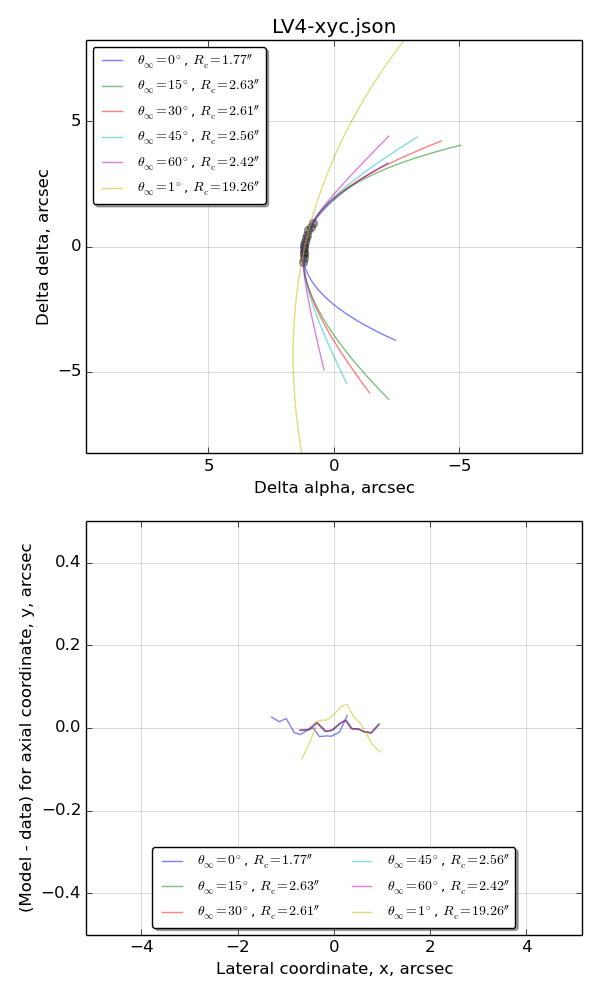 LV4-xyc.json
θ∞=0°, Rc=1.77″
θ∞=15°, Rc=2.63″
θ∞=30°, Rc=2.61″
θ∞=45°, Rc=2.56″
θ∞=60°, Rc=2.42″
θ∞=1°, Rc=19.26″
5
0
−5
Delta delta, arcsec
5 0 −5
Delta alpha, arcsec
0.4
0.2
0.0
−0.2
−0.4
(Model - data) for axial coordinate, y, arcsec
θ∞=0°, Rc=1.77″ θ∞=45°, Rc=2.56″
θ∞=15°, Rc=2.63″ θ∞=60°, Rc=2.42″
θ∞=30°, Rc=2.61″ θ∞=1°, Rc=19.26″
−4 −2 0 2 4
Lateral coordinate, x, arcsec